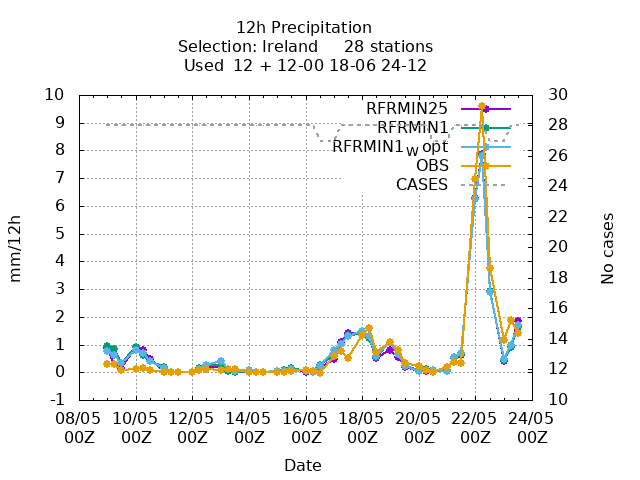 12h Precipitation
Selection: Ireland 28 stations
Used 12 + 12-00 18-06 24-12
10 30
RFRMIN25
9 28
RFRMIN1
8 RFRMIN1w opt 26
7 OBS
24
CASES
6 22
5 20
4
3 18
2 16
1 14
0 12
-1 10
08/05 10/05 12/05 14/05 16/05 18/05 20/05 22/05 24/05
00Z 00Z 00Z 00Z 00Z 00Z 00Z 00Z 00Z
mm/12h
No cases
Date